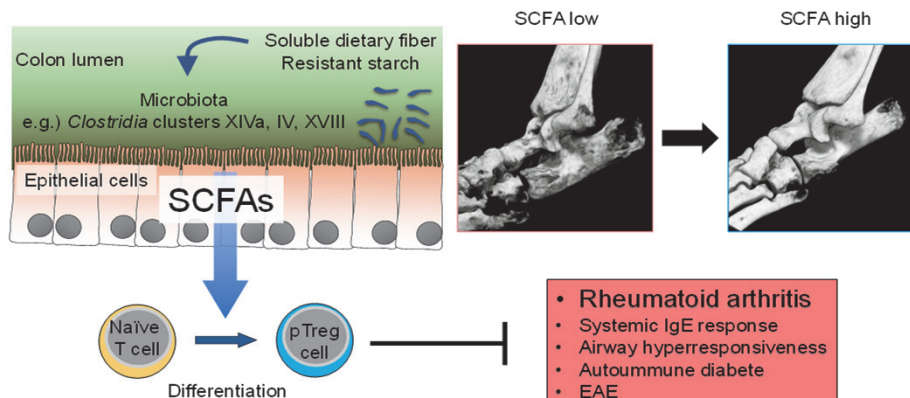 SCFA low
SCFA high
Colon lumen
Soluble dietary fiber
Resistant starch
Microbiota
e.g.) Clostridia clusters XIVa, IV, XVIII
Epithelial cells
SCFAs
Naïve
T cell
pTreg
cell
Differentiation
• Rheumatoid arthritis
• Systemic IgE response
• Airway hyperresponsiveness
• Autoummune diabete
• EAE